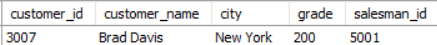 customer_id customer_name city grade salesman_id
3007 Brad Davis New York 200 5001